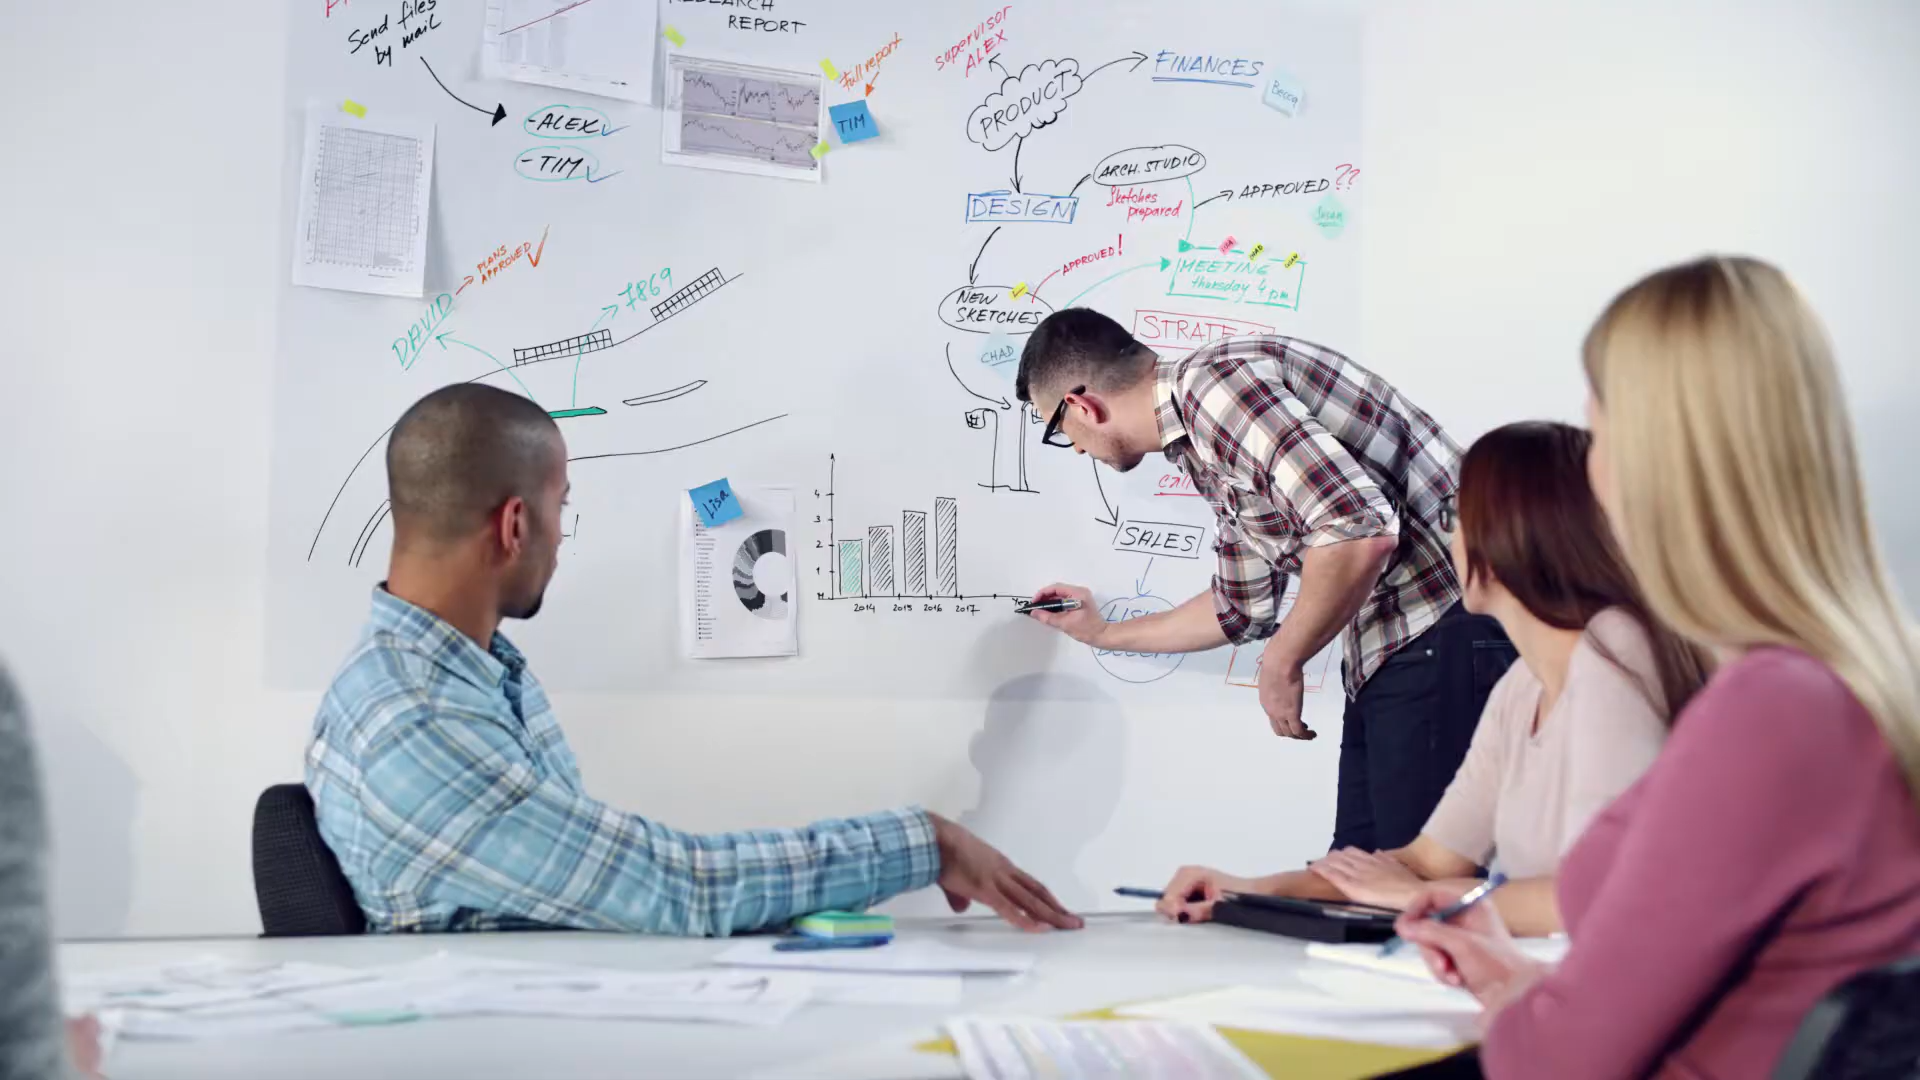 Send files
by mail
-ALEX
-TIM
REPORT
Full report
TIM
supervisor
ALEX
PRODUCT
FINANCES
Becca
DESIGN
ARCH. STUDIO
Sketches
prepared
APPROVED??
Susan
APPROVED!
MEETING
thursday 4 pm
NEW
SKETCHES
CHAD
PLANS
APPROVED
DAVID
7869
Lisa
4
3
2
1
2014 2015 2016 2017
SALES